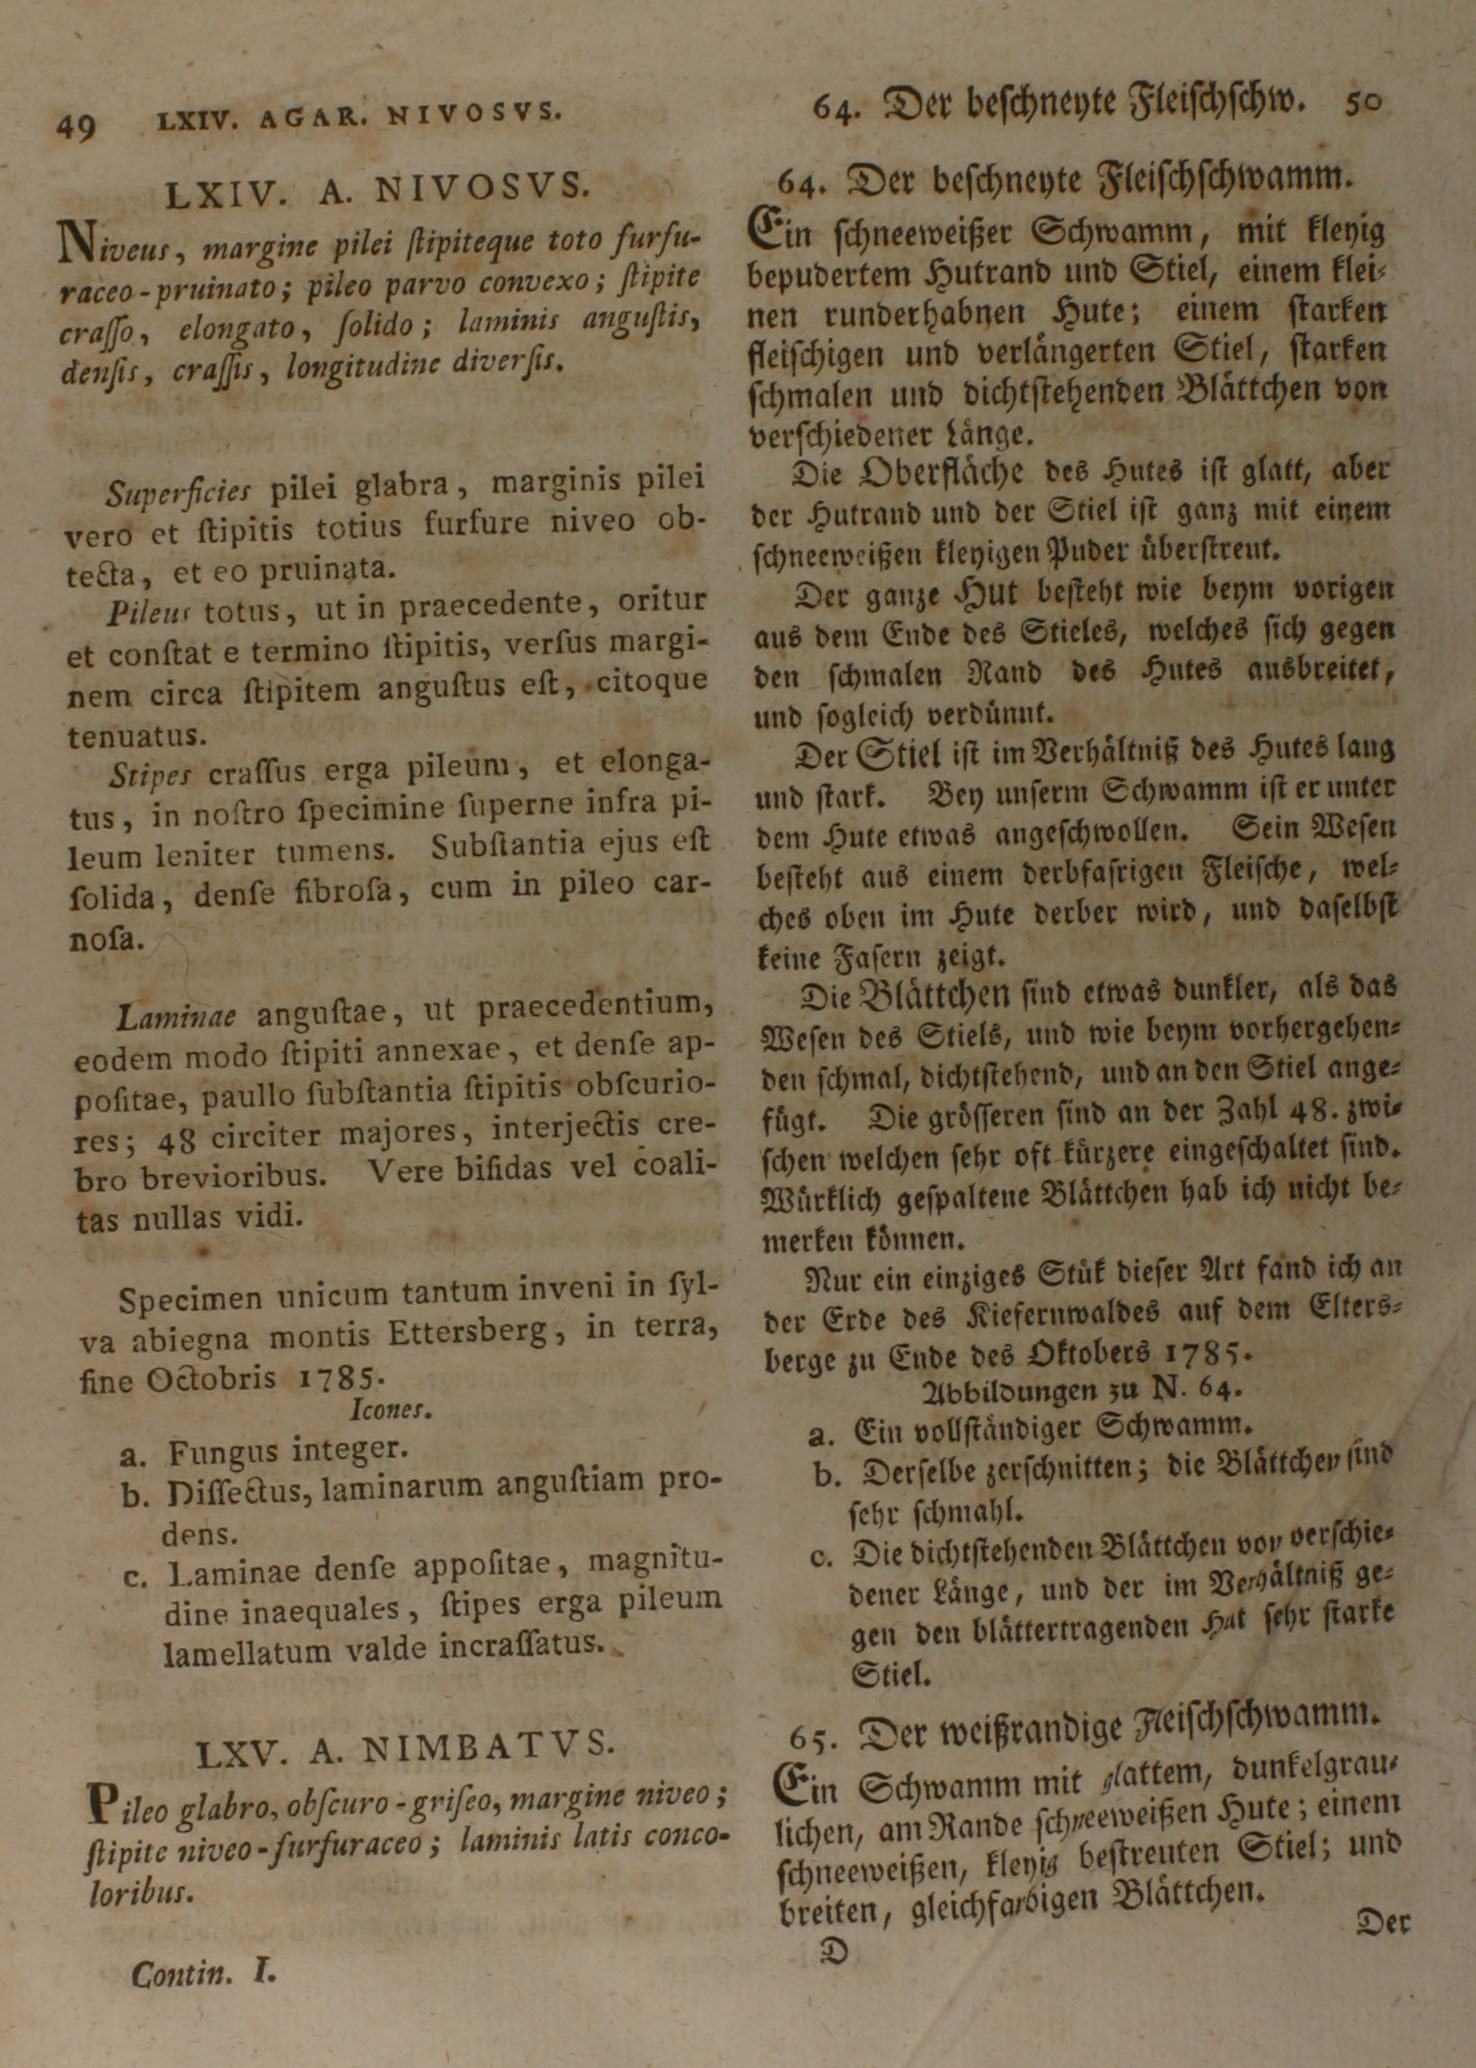 49 LXIV. AGAR. NIVOSVS.
LXIV. A. NIVOSVS.
Niveus, margine pilei ſtipiteque toto furfu-
raceo-pruinato; pileo parvo convexo; ſtipite
craſſo, elongato, ſolido; laminis anguſtis,
denſis, craſſis, longitudine diverſis.
Superficies pilei glabra, marginis pilei
vero et ſtipitis totius furfure niveo ob-
tecta, et eo pruinata.
Pileus totus, ut in praecedente, oritur
et conſtat e termino ſtipitis, verſus margi-
nem circa ſtipitem anguſtus eſt, citoque
tenuatus.
Stipes craſſus erga pileum, et elonga-
tus, in noſtro ſpecimine ſuperne infra pi-
leum leniter tumens. Subſtantia ejus eſt
ſolida, denſe fibroſa, cum in pileo car-
noſa.
Laminae anguſtae, ut praecedentium,
eodem modo ſtipiti annexae, et denſe ap-
poſitae, paullo ſubſtantia ſtipitis obſcurio-
res; 48 circiter majores, interjectis cre-
bro brevioribus. Vere bifidas vel coali-
tas nullas vidi.
Specimen unicum tantum inveni in ſyl-
va abiegna montis Ettersberg, in terra,
fine Octobris 1785.
Icones.
a. Fungus integer.
b. Diſſectus, laminarum anguſtiam pro-
dens.
c. Laminae denſe appoſitae, magnitu-
dine inaequales, ſtipes erga pileum
lamellatum valde incraſſatus.
LXV. A. NIMBATVS.
Pileo glabro, obſcuro-griſeo, margine niveo;
ſtipite niveo-furfuraceo; laminis latis conco-
loribus.
Contin. I.
64. Der beſchneyte Fleiſchſchw. 50
64. Der beſchneyte Fleiſchſchwamm.
Ein ſchneeweißer Schwamm, mit kleyig
bepudertem Hutrand und Stiel, einem klei-
nen runderhabnen Hute; einem ſtarken
fleiſchigen und verlängerten Stiel, ſtarken
ſchmalen und dichtſtehenden Blättchen von
verſchiedener Länge.
Die Oberfläche des Hutes iſt glatt, aber
der Hutrand und der Stiel iſt ganz mit einem
ſchneeweißen kleyigen Puder überſtreut.
Der ganze Hut beſteht wie beym vorigen
aus dem Ende des Stieles, welches ſich gegen
den ſchmalen Rand des Hutes ausbreitet,
und ſogleich verdünnt.
Der Stiel iſt im Verhältniß des Hutes lang
und ſtark. Bey unſerm Schwamm iſt er unter
dem Hute etwas angeſchwollen. Sein Weſen
beſteht aus einem derbfaſrigen Fleiſche, wel-
ches oben im Hute derber wird, und daſelbſt
keine Faſern zeigt.
Die Blättchen ſind etwas dunkler, als das
Weſen des Stiels, und wie beym vorhergehen-
den ſchmal, dichtſtehend, und an den Stiel ange-
fügt. Die gröſſeren ſind an der Zahl 48. zwi-
ſchen welchen ſehr oft kürzere eingeſchaltet ſind.
Würklich geſpaltene Blättchen hab ich nicht be-
merken können.
Nur ein einziges Stük dieſer Art fand ich an
der Erde des Kiefernwaldes auf dem Elters-
berge zu Ende des Oktobers 1785.
Abbildungen zu N. 64.
a. Ein vollſtändiger Schwamm.
b. Derſelbe zerſchnitten; die Blättchen ſind
ſehr ſchmahl.
c. Die dichtſtehenden Blättchen von verſchie-
dener Länge, und der im Verhältniß ge-
gen den blättertragenden Hut ſehr ſtarke
Stiel.
65. Der weißrandige Fleiſchſchwamm.
Ein Schwamm mit glattem, dunkelgrau-
lichen, am Rande ſchneeweißen Hute; einem
ſchneeweißen, kleyig beſtreuten Stiel; und
breiten, gleichfarbigen Blättchen.
D Der